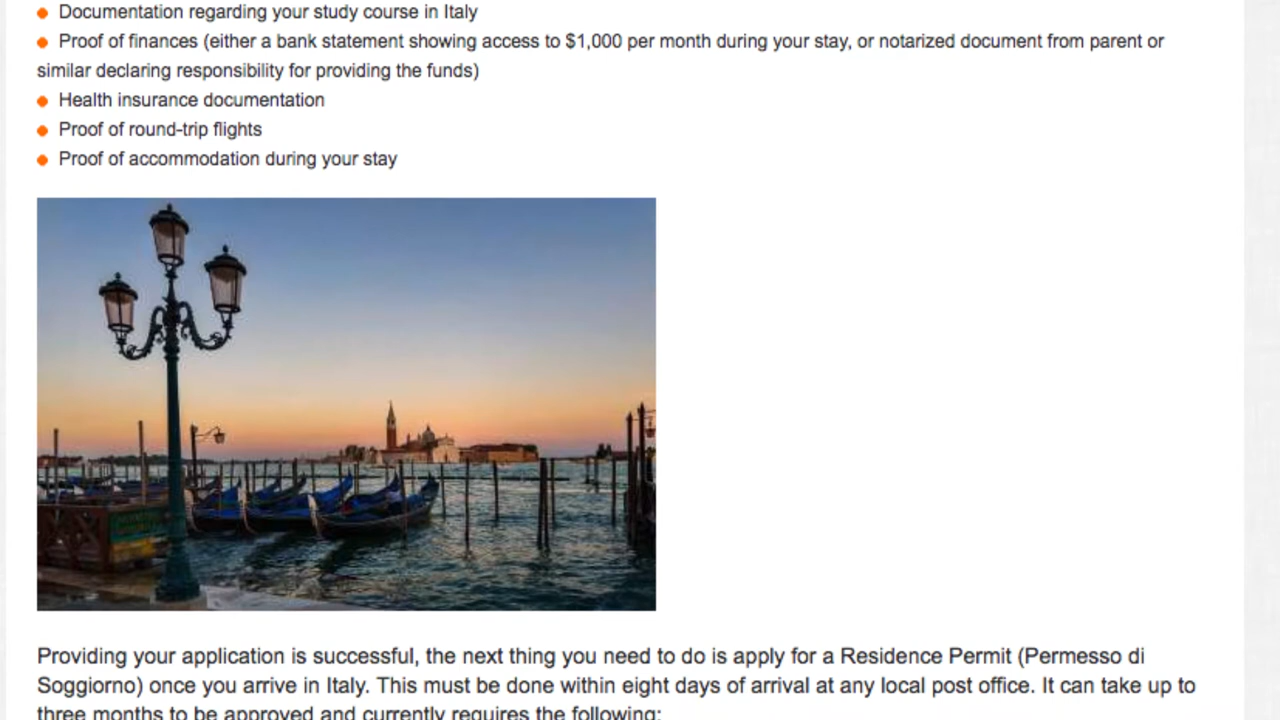 Documentation regarding your study course in Italy
Proof of finances (either a bank statement showing access to $1,000 per month during your stay, or notarized document from parent or
similar declaring responsibility for providing the funds)
Health insurance documentation
Proof of round-trip flights
Proof of accommodation during your stay
Providing your application is successful, the next thing you need to do is apply for a Residence Permit (Permesso di
Soggiorno) once you arrive in Italy. This must be done within eight days of arrival at any local post office. It can take up to
three months to be approved and currently requires the following: